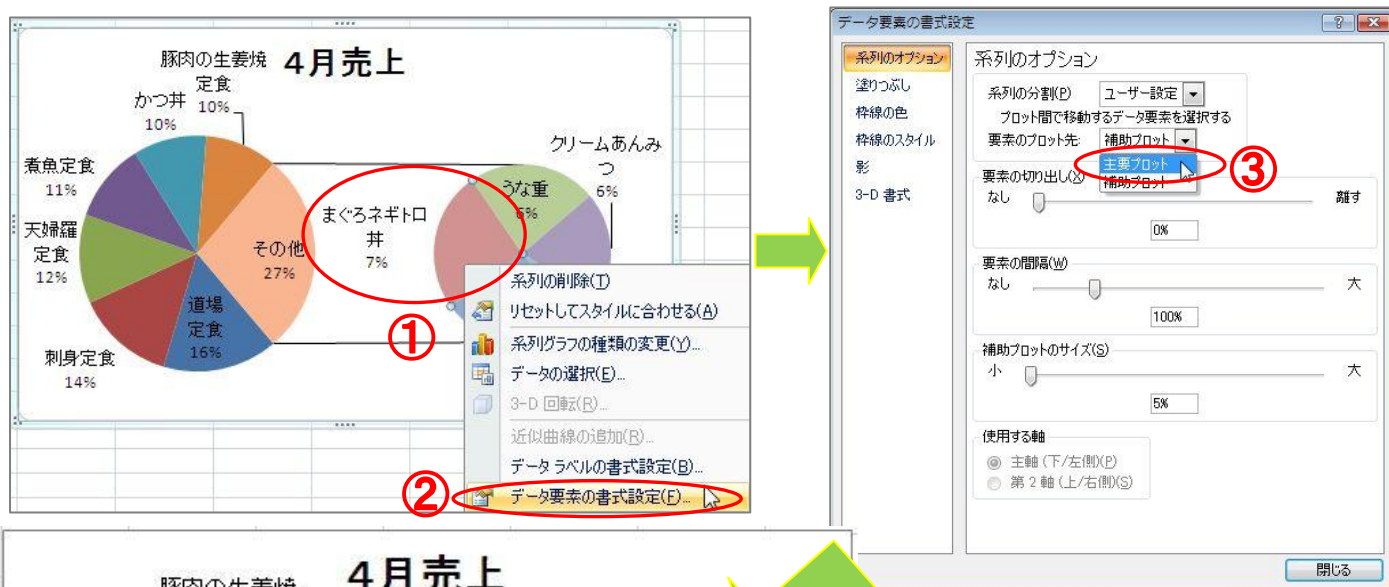 4月売上
豚肉の生姜焼
定食
10%
かつ丼
10%
煮魚定食
11%
天婦羅
定食
12%
刺身定食
14%
道場
定食
16%
その他
27%
まぐろネギトロ
丼
7%
うな重
6%
クリームあんみ
つ
6%
①
系列の削除(T)
リセットしてスタイルに合わせる(A)
系列グラフの種類の変更(Y)...
データの選択(E)...
3-D 回転(R)...
近似曲線の追加(R)...
データ ラベルの書式設定(B)...
②
データ要素の書式設定(F)...
データ要素の書式設定
系列のオプション
塗りつぶし
枠線の色
枠線のスタイル
影
3-D 書式
系列のオプション
系列の分割(P) ユーザー設定
プロット間で移動するデータ要素を選択する
要素のプロット先: 補助プロット
主要プロット
補助プロット
③
要素の切り出し(X)
なし 離す
0%
要素の間隔(W)
なし 大
100%
補助プロットのサイズ(S)
小 大
5%
使用する軸
主軸 (下/左側)(P)
第 2 軸 (上/右側)(S)
閉じる
4月売上
豚肉の生姜焼